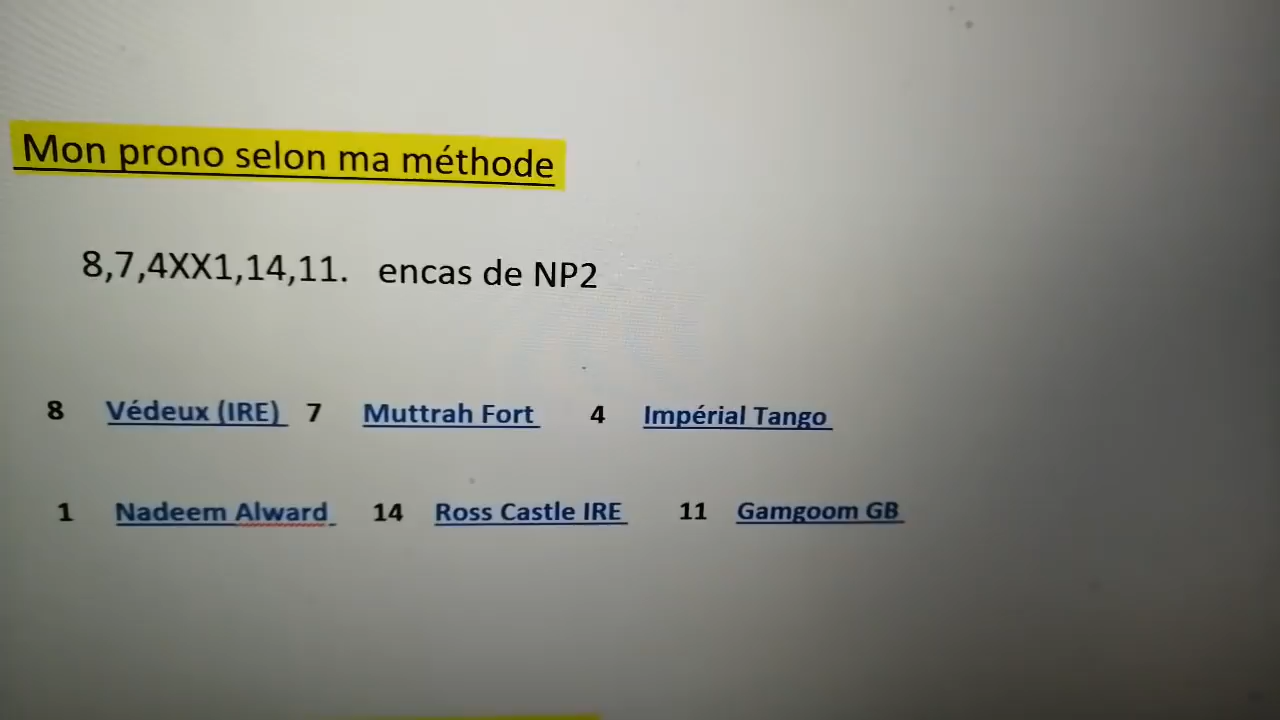 Mon prono selon ma méthode
8,7,4XX1,14,11. encas de NP2
8 Védeux (IRE) 7 Muttrah Fort 4 Impérial Tango
1 Nadeem Alward 14 Ross Castle IRE 11 Gamgoom GB